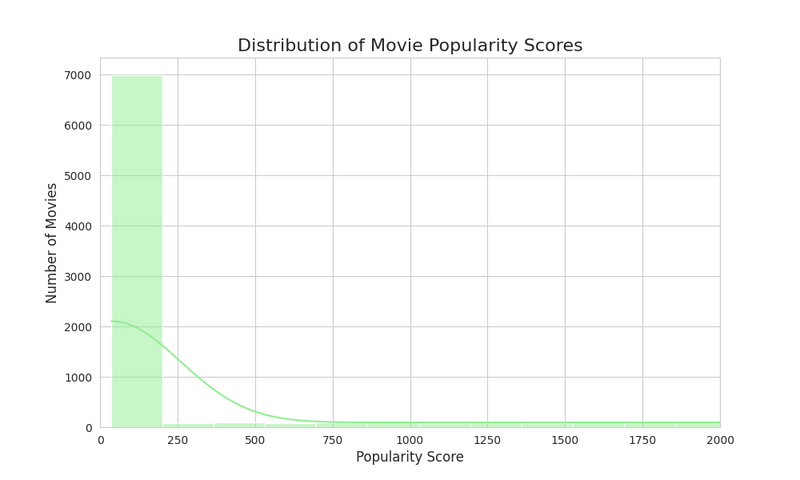 Distribution of Movie Popularity Scores
7000
6000
5000
4000
3000
2000
1000
0
Number of Movies
0 250 500 750 1000 1250 1500 1750 2000
Popularity Score